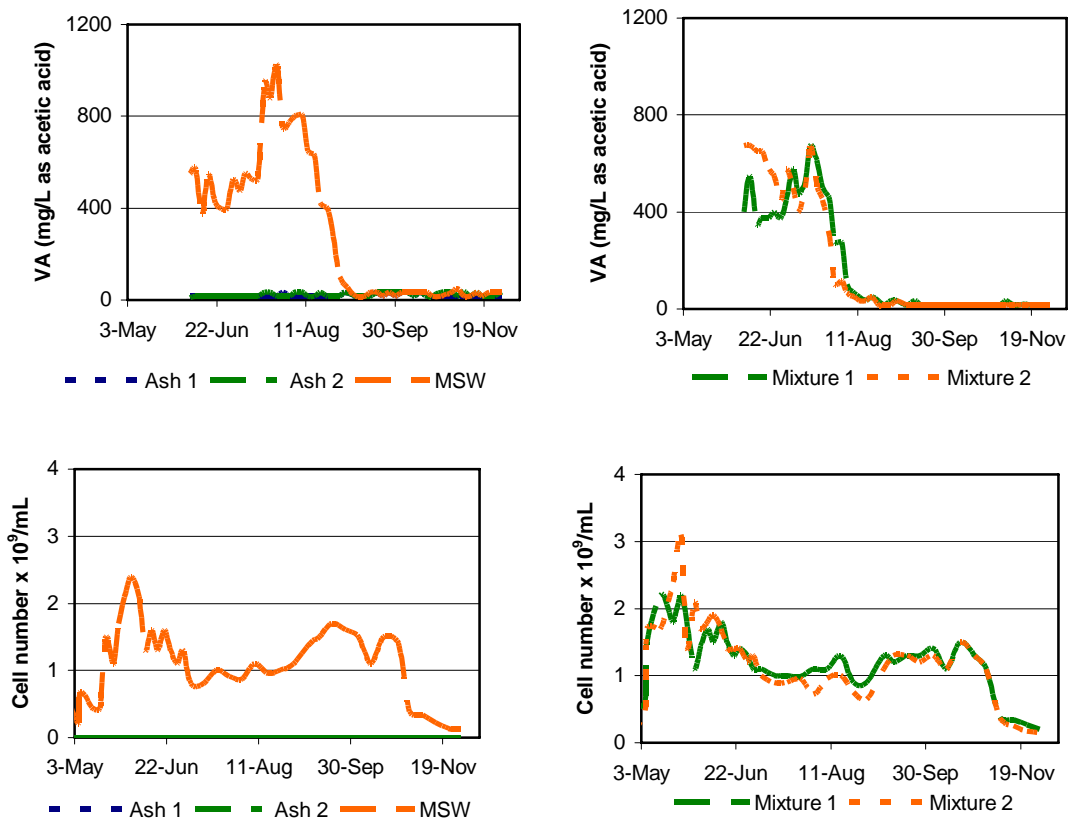 VA (mg/L as acetic acid)
1200
800
400
0
3-May 22-Jun 11-Aug 30-Sep 19-Nov
Ash 1 Ash 2 MSW
VA (mg/L as acetic acid)
1200
800
400
0
3-May 22-Jun 11-Aug 30-Sep 19-Nov
Mixture 1 Mixture 2
Cell number x 10⁹/mL
4
3
2
1
0
3-May 22-Jun 11-Aug 30-Sep 19-Nov
Ash 1 Ash 2 MSW
Cell number x 10⁹/mL
4
3
2
1
0
3-May 22-Jun 11-Aug 30-Sep 19-Nov
Mixture 1 Mixture 2